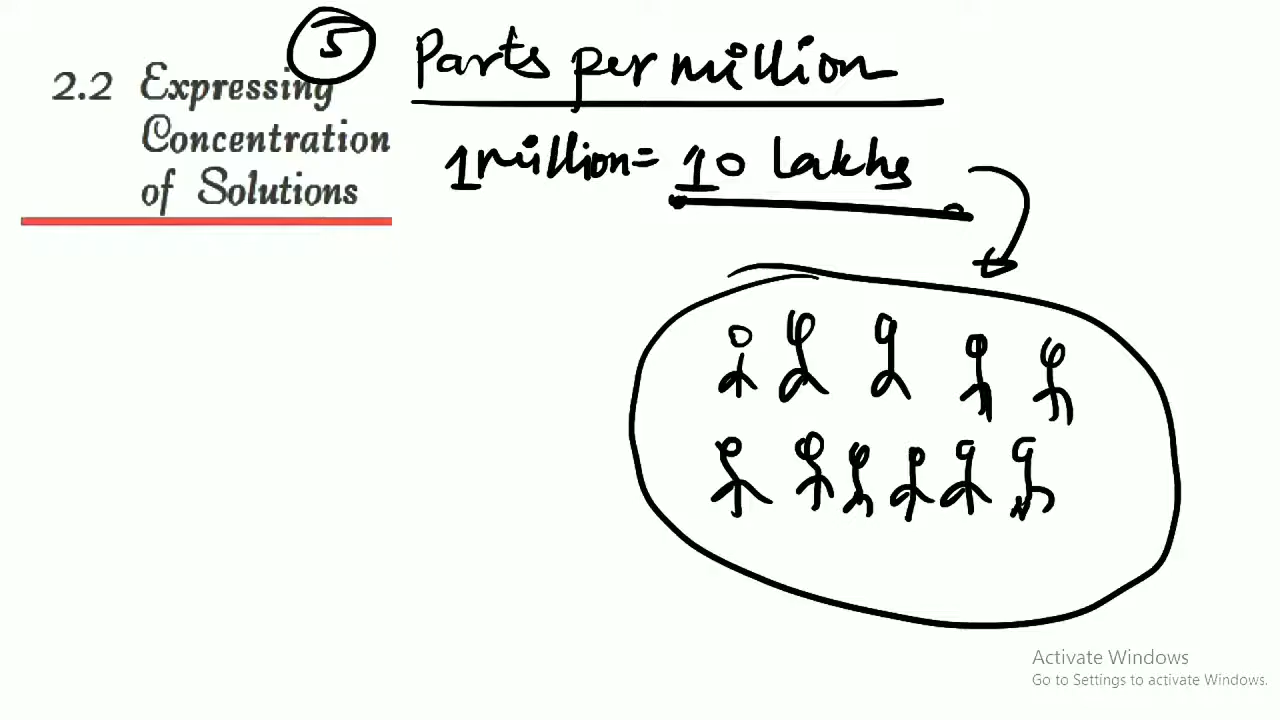 5 Parts per million
2.2 Expressing
Concentration
of Solutions
1 million = 10 lakhs
Activate Windows
Go to Settings to activate Windows.